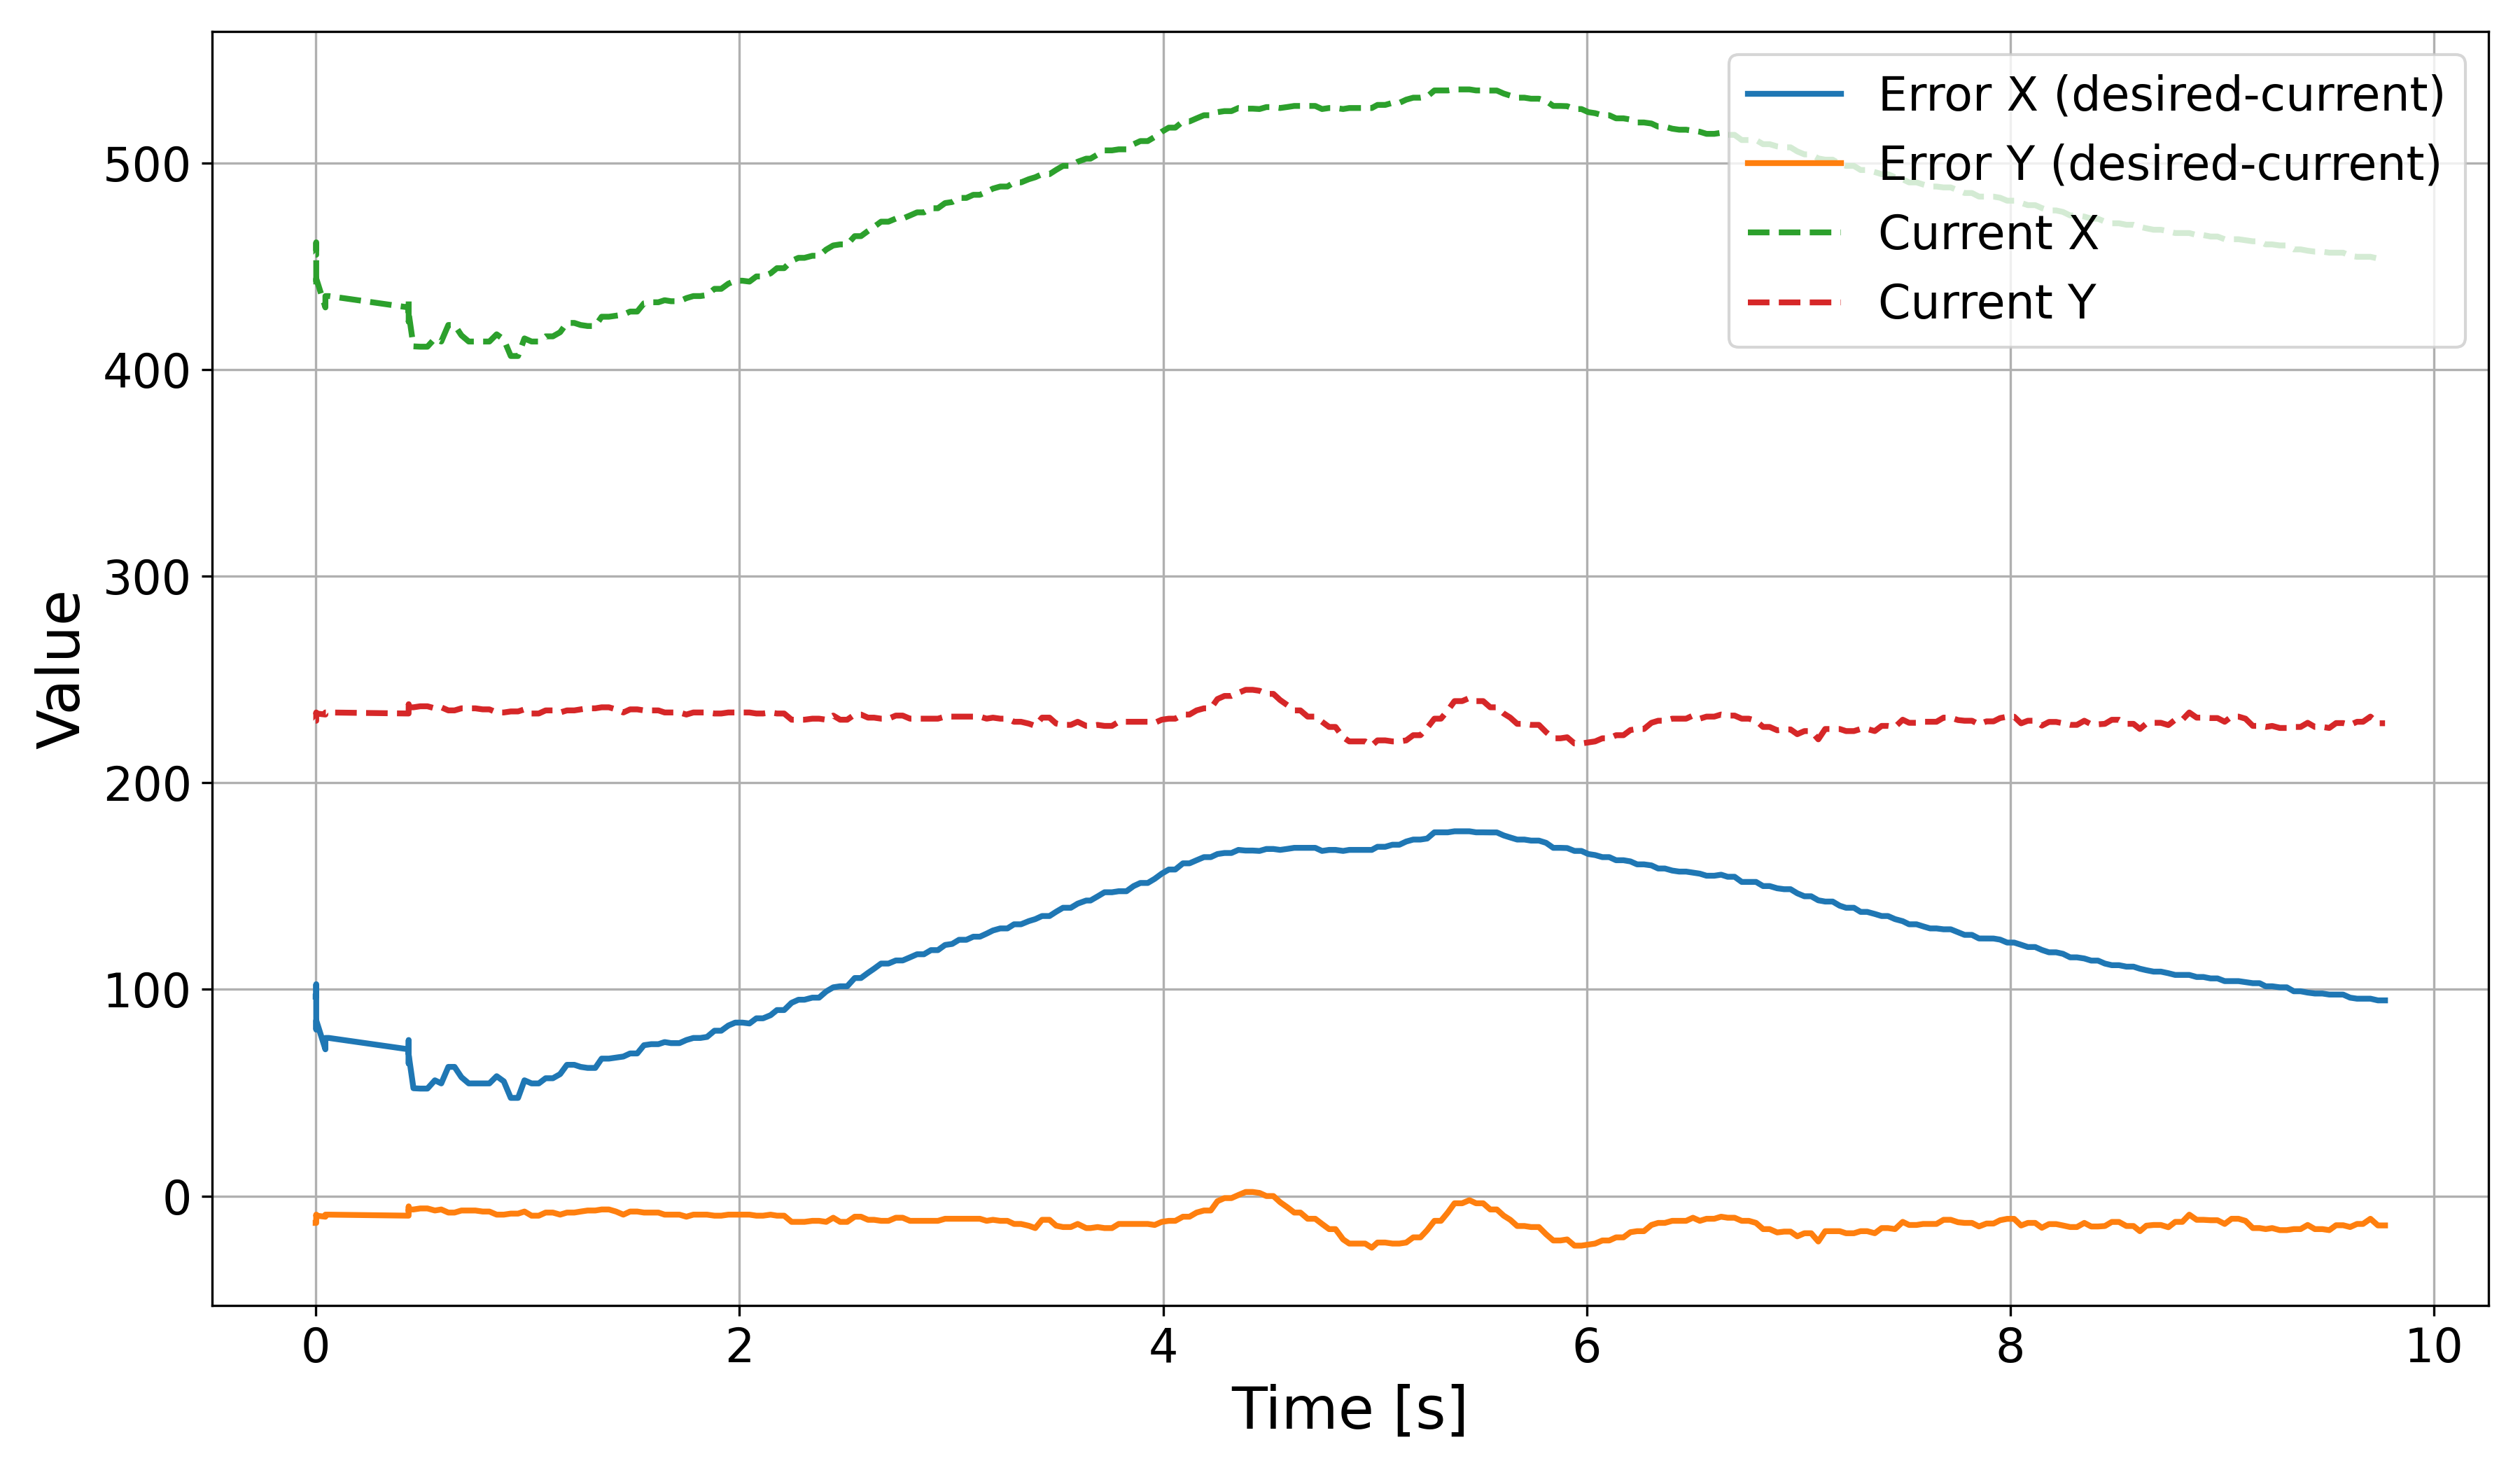 Error X (desired-current)
Error Y (desired-current)
Current X
Current Y
500
400
300
200
100
0
Value
0 2 4 6 8 10
Time [s]